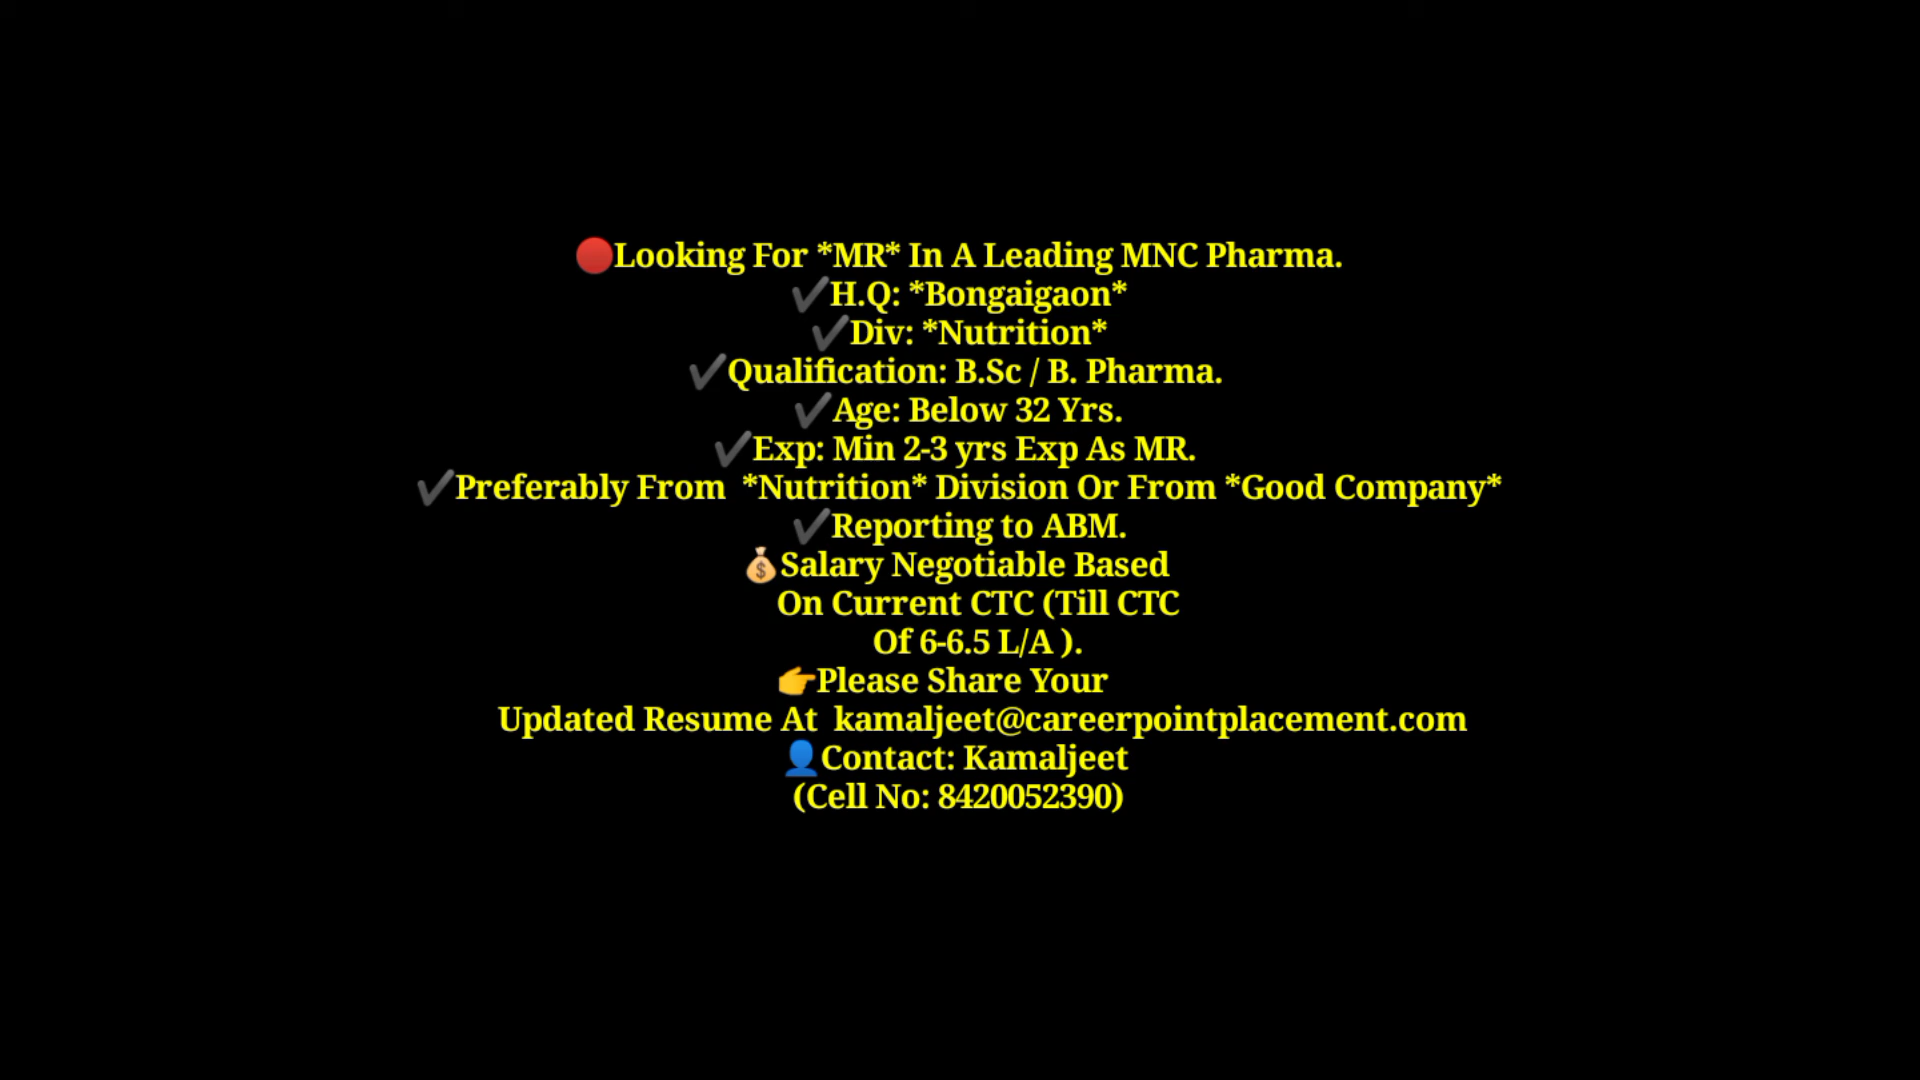 🔴Looking For *MR* In A Leading MNC Pharma.
✔️H.Q: *Bongaigaon*
✔️Div: *Nutrition*
✔️Qualification: B.Sc / B. Pharma.
✔️Age: Below 32 Yrs.
✔️Exp: Min 2-3 yrs Exp As MR.
✔️Preferably From  *Nutrition* Division Or From *Good Company*
✔️Reporting to ABM.
💰Salary Negotiable Based
On Current CTC (Till CTC
Of 6-6.5 L/A ).
👉Please Share Your
Updated Resume At  kamaljeet@careerpointplacement.com
👤Contact: Kamaljeet
(Cell No: 8420052390)